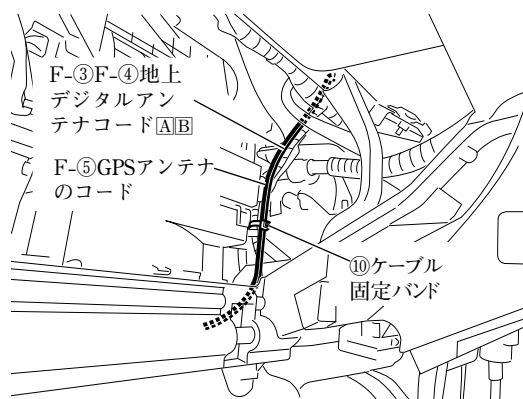 F-③F-④地上
デジタルアン
テナコード🄰🄱
F-⑤GPSアンテナ
のコード
⑩ケーブル
固定バンド